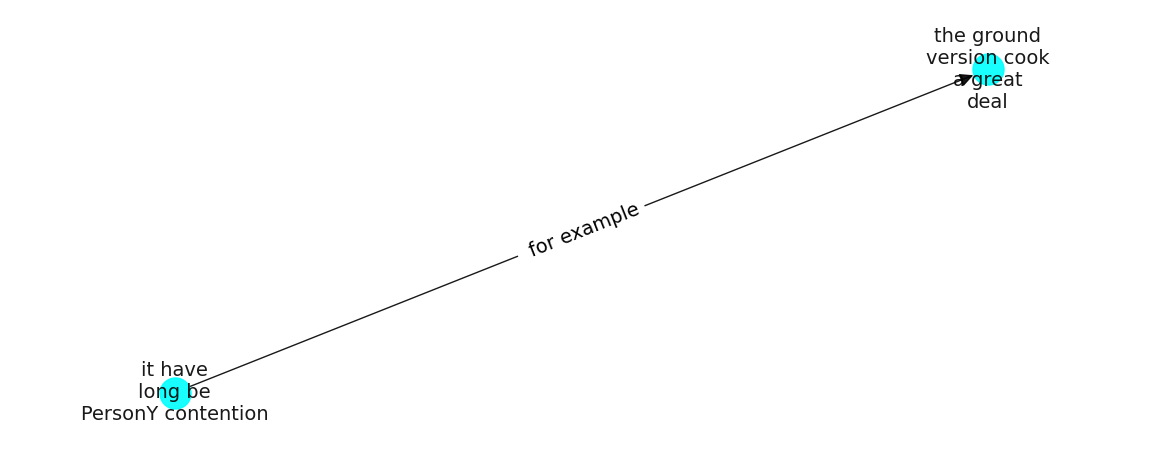 the ground
version cook
a great
deal
for example
it have
long be
PersonY contention